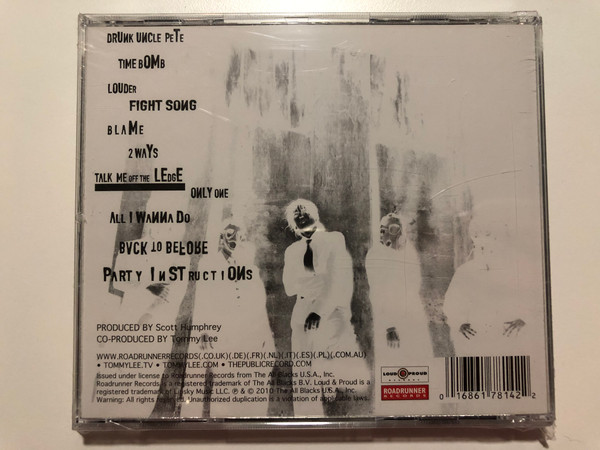 DRUNK UNCLE PeTe
TIME BOMB
LOUDER
FIGHT SONG
BLAMe
2 WAYS
TALK ME OFF THE LEDgE
ONLY ONE
ALL I WANNA DO
BACK TO BEFORE
PARTY InSTRUCTIONs
PRODUCED BY Scott Humphrey
CO-PRODUCED BY Tommy Lee
WWW.ROADRUNNERRECORDS(.CO.UK)(.DE)(.FR)(.NL)(.IT)(.ES)(.PL)(.COM.AU)
• TOMMYLEE.TV • TOMMYLEE.COM • THEPUBLICRECORD.COM
Issued under license to Roadrunner Records from The All Blacks U.S.A., Inc.
Roadrunner Records, a registered trademark of The All Blacks B.V. Loud & Proud is a
registered trademark of Music LLC. ℗ & © 2010 The All Blacks U.S.A., Inc.
Warning: All rights reserved. Unauthorized duplication is a violation of applicable laws.
LOUD & PROUD
RECORDS
ROADRUNNER
RECORDS
0 16861 78142 2